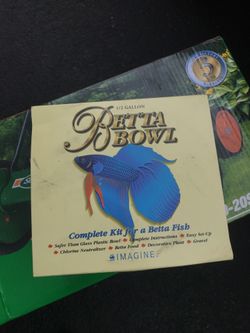 1/2 GALLON
BETTA
BOWL
Complete Kit for a Betta Fish
Safer Than Glass Plastic Bowl • Complete Instructions • Easy Set-Up
Chlorine Neutralizer • Betta Food • Decorative Plant • Gravel
IMAGINE
5